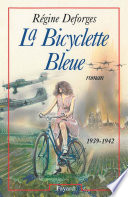 Régine Deforges
La Bicyclette
Bleue
roman
1939-1942
Fayard